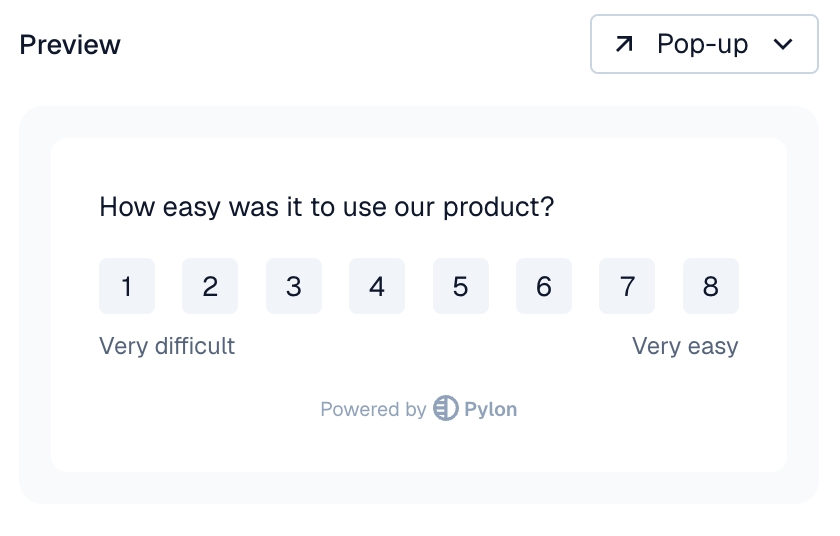 Preview
Pop-up
How easy was it to use our product?
1 2 3 4 5 6 7 8
Very difficult Very easy
Powered by Pylon